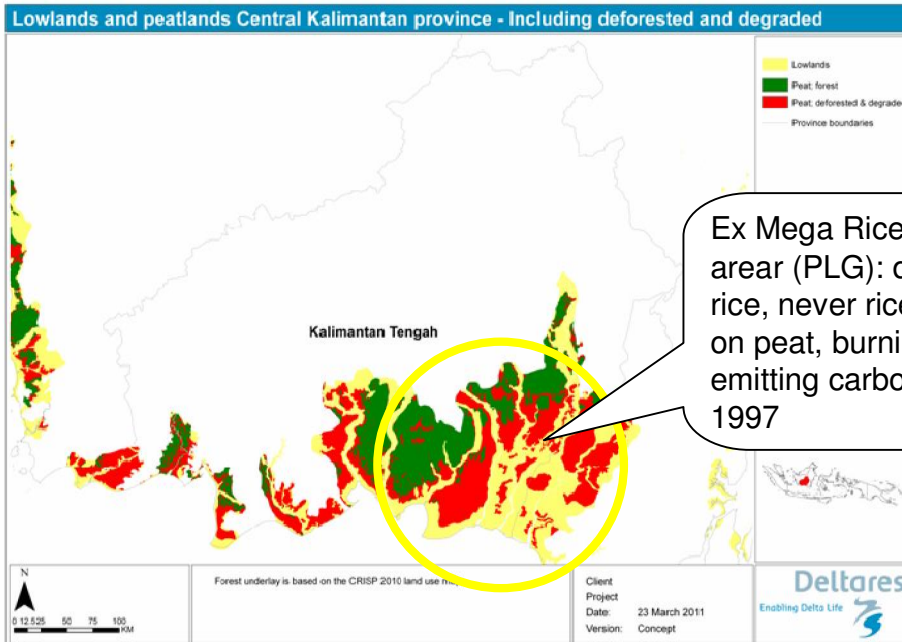 Lowlands and peatlands Central Kalimantan province - Including deforested and degraded
Lowlands
Peat; forest
Peat; deforested & degraded
Province boundaries
Ex Mega Rice
arear (PLG):
rice, never rice
on peat, burni
emitting carbo
1997
Kalimantan Tengah
N
0 12.525 50 75 100
KM
Forest underlay is based on the CRISP 2010 land use
Client
Project
Date: 23 March 2011
Version: Concept
Deltares
Enabling Delta Life